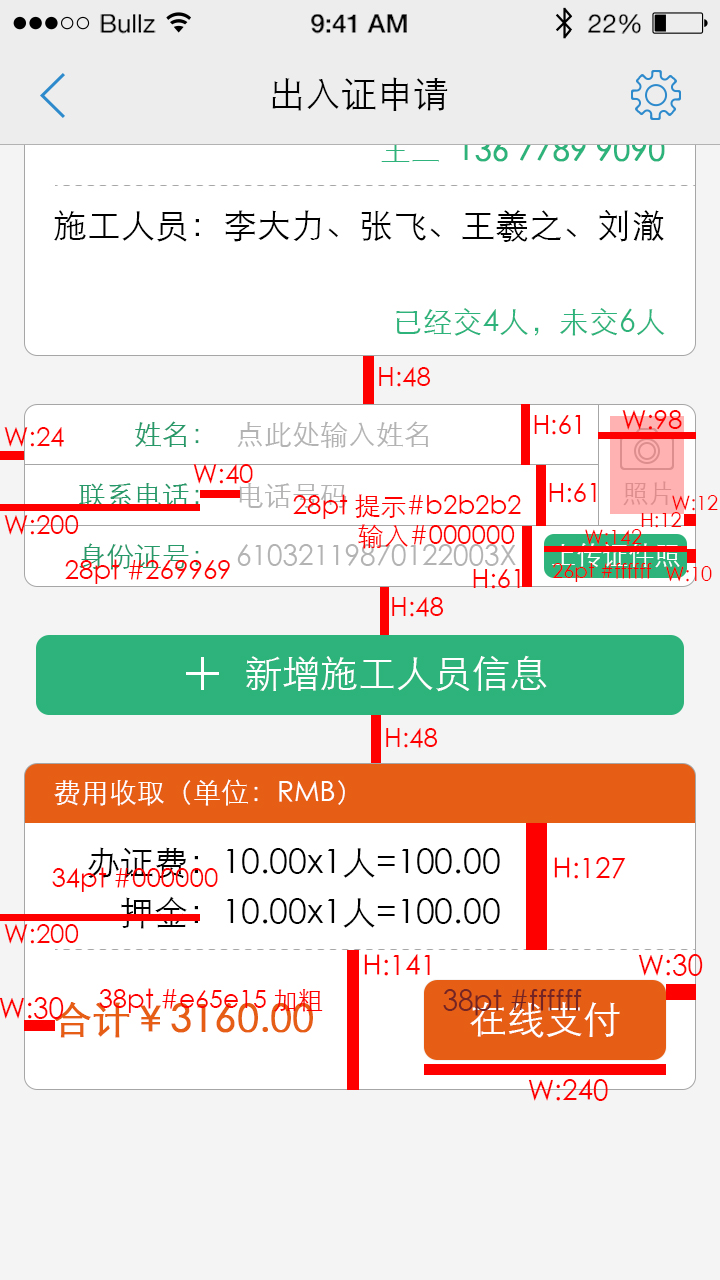 Bullz 9:41 AM 22%
出入证申请
王二 136 7789 9090
施工人员：李大力、张飞、王羲之、刘澈
已经交4人，未交6人
H:48
W:24 姓名： 点此处输入姓名 H:61 W:98
W:40
联系电话： 电话号码 H:61 照片
28pt 提示#b2b2b2 W:12
W:200 输入#000000 H:12
W:142
身份证号： 61032119870122003X 上传证件照
28pt #269969 H:61 26pt #ffffff W:10
H:48
＋ 新增施工人员信息
H:48
费用收取（单位：RMB）
办证费：10.00x1人=100.00 H:127
34pt #000000
押金：10.00x1人=100.00
W:200
H:141 W:30
38pt #e65e15 加粗 38pt #ffffff
W:30
合计￥3160.00 在线支付
W:240